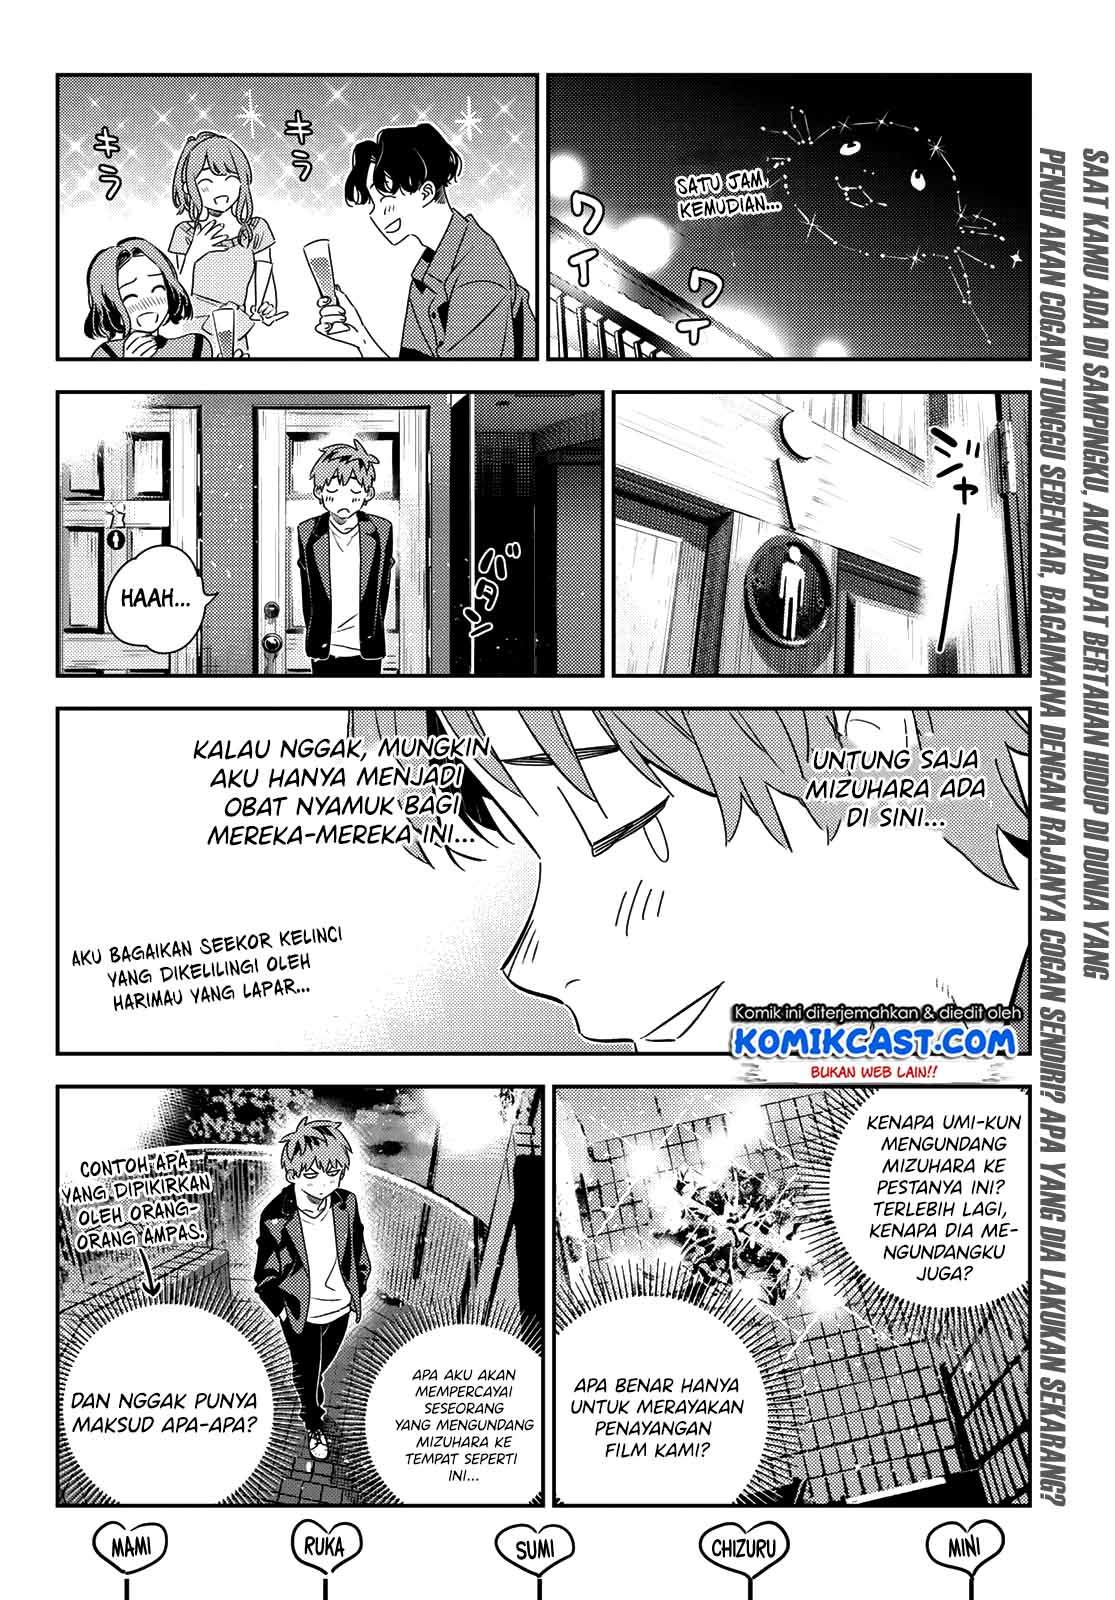 SAAT KAMU ADA DI SAMPINGKU, AKU DAPAT BERTAHAN HIDUP DI DUNIA YANG
PENUH AKAN COGAN! TUNGGU SEBENTAR, BAGAIMANA DENGAN RAJANYA COGAN SENDIRI? APA YANG DIA LAKUKAN SEKARANG?
SATU JAM
KEMUDIAN...
ワイ
ワイ
キラ
キラ
ジャー
バタン
HAAH...
UNTUNG SAJA
MIZUHARA ADA
DI SINI...
KALAU NGGAK, MUNGKIN
AKU HANYA MENJADI
OBAT NYAMUK BAGI
MEREKA-MEREKA INI...
AKU BAGAIKAN SEEKOR KELINCI
YANG DIKELILINGI OLEH
HARIMAU YANG LAPAR...
Komik ini diterjemahkan & diedit oleh
KOMIKCAST.COM
BUKAN WEB LAIN!!
KENAPA UMI-KUN
MENGUNDANG
MIZUHARA KE
PESTANYA INI?
TERLEBIH LAGI,
KENAPA DIA ME-
NGUNDANGKU
JUGA?
APA BENAR HANYA
UNTUK MERAYAKAN
PENAYANGAN
FILM KAMI?
CONTOH APA
YANG DIPIKIRKAN
OLEH ORANG-
ORANG AMPAS.
APA AKU AKAN
MEMPERCAYAI
SESEORANG
YANG MENGUNDANG
MIZUHARA KE
TEMPAT SEPERTI
INI...
DAN NGGAK PUNYA
MAKSUD APA-APA?
MAMI
RUKA
SUMI
CHIZURU
MINI